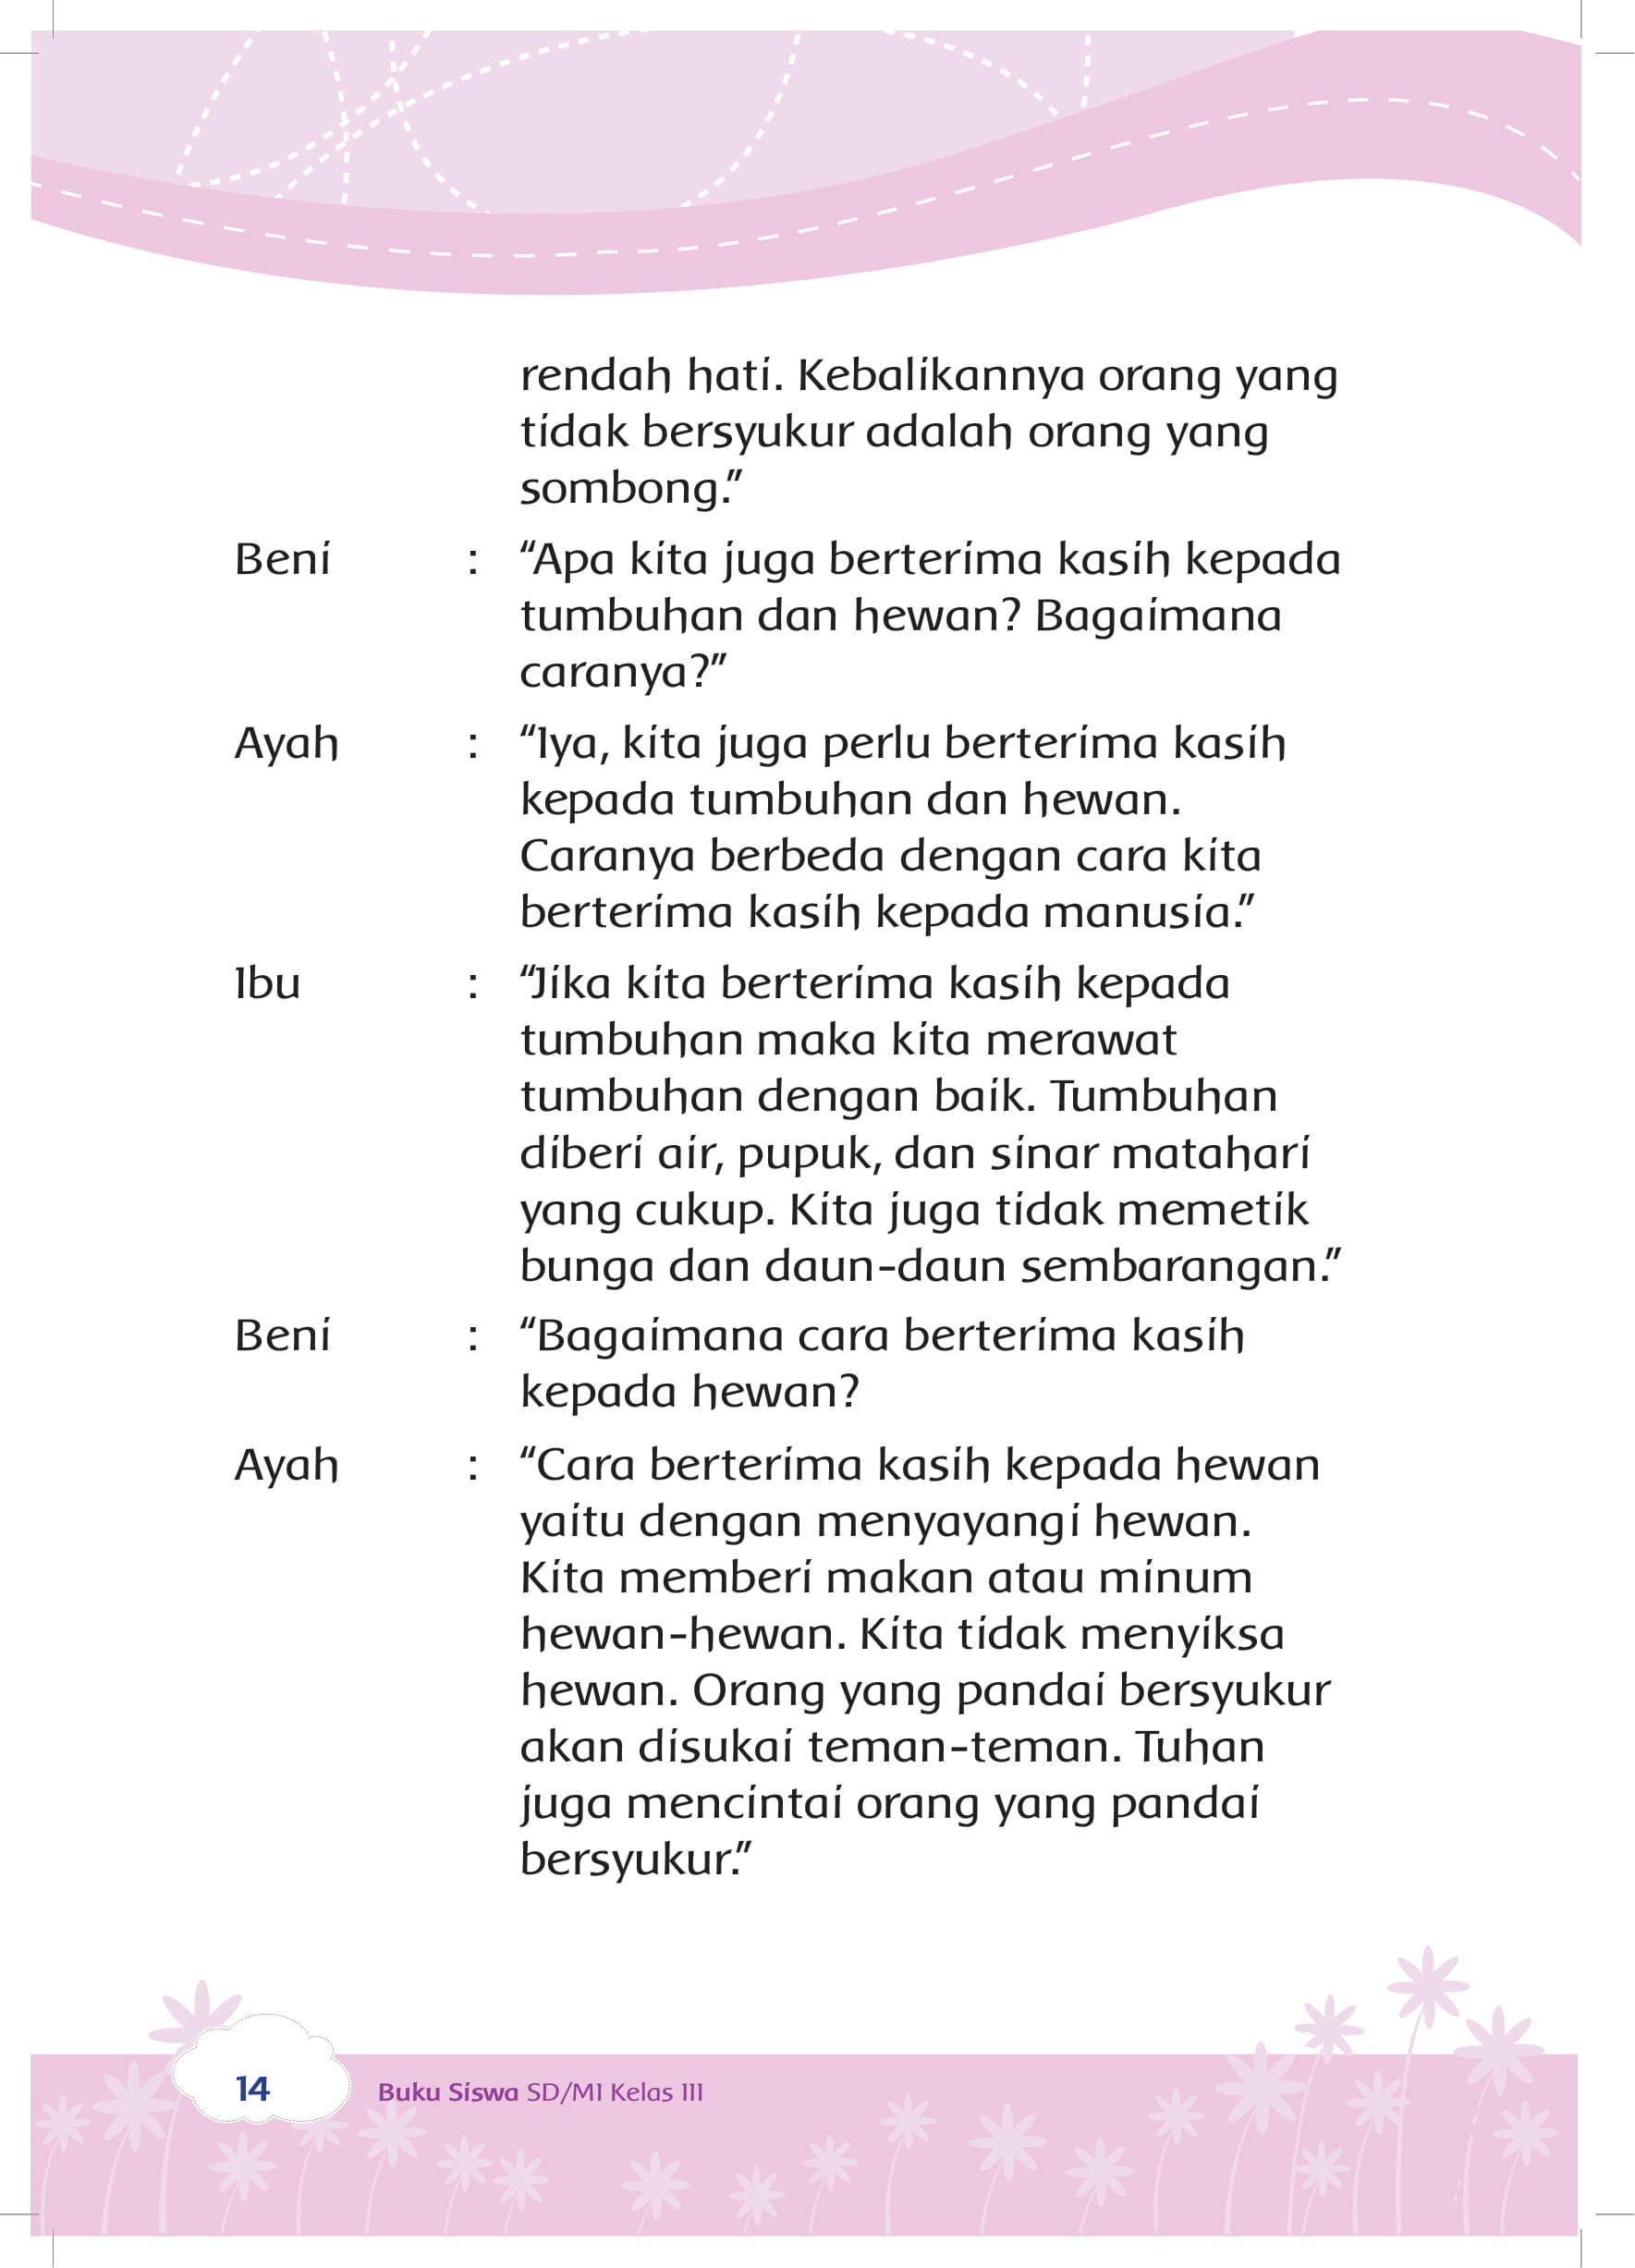 rendah hati. Kebalikannya orang yang
tidak bersyukur adalah orang yang
sombong.”
Beni : “Apa kita juga berterima kasih kepada
tumbuhan dan hewan? Bagaimana
caranya?”
Ayah : “Iya, kita juga perlu berterima kasih
kepada tumbuhan dan hewan.
Caranya berbeda dengan cara kita
berterima kasih kepada manusia.”
Ibu : “Jika kita berterima kasih kepada
tumbuhan maka kita merawat
tumbuhan dengan baik. Tumbuhan
diberi air, pupuk, dan sinar matahari
yang cukup. Kita juga tidak memetik
bunga dan daun-daun sembarangan.”
Beni : “Bagaimana cara berterima kasih
kepada hewan?
Ayah : “Cara berterima kasih kepada hewan
yaitu dengan menyayangi hewan.
Kita memberi makan atau minum
hewan-hewan. Kita tidak menyiksa
hewan. Orang yang pandai bersyukur
akan disukai teman-teman. Tuhan
juga mencintai orang yang pandai
bersyukur.”
14 Buku Siswa SD/MI Kelas III